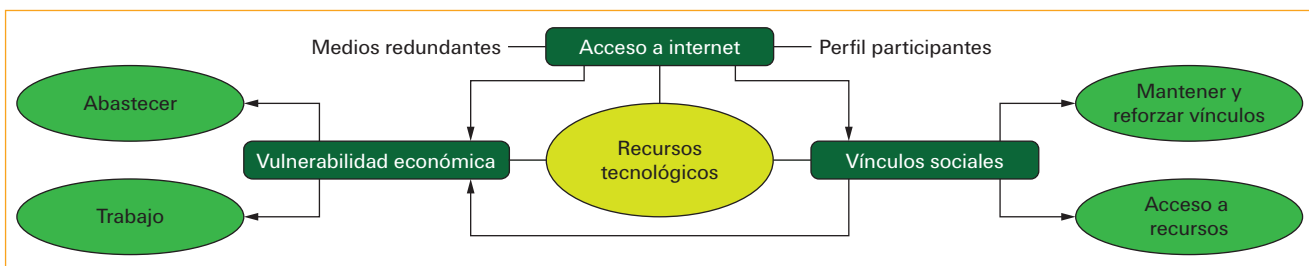 Medios redundantes
Acceso a internet
Perfil participantes
Abastecer
Mantener y
reforzar vínculos
Vulnerabilidad económica
Recursos
tecnológicos
Vínculos sociales
Trabajo
Acceso a
recursos